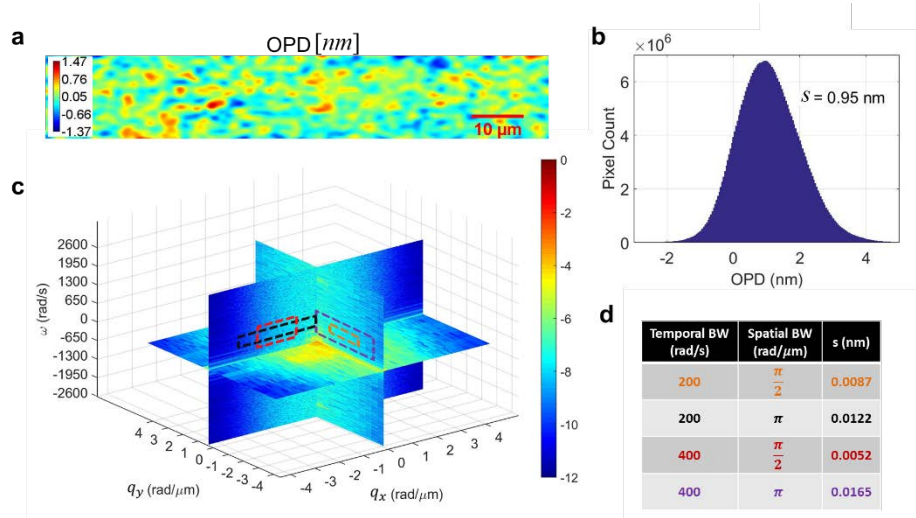 a
OPD [nm]
1.47
0.76
0.05
-0.66
-1.37
10 µm
b
×10⁶
6
4
2
0
Pixel Count
s = 0.95 nm
-2 0 2 4
OPD (nm)
c
2600
1950
1300
650
0
-650
-1300
-1950
-2600
ω (rad/s)
4 3 2 1 0 -1 -2 -3 -4
q_y (rad/µm)
-4 -3 -2 -1 0 1 2 3 4
q_x (rad/µm)
0
-2
-4
-6
-8
-10
-12
d
Temporal BW (rad/s) Spatial BW (rad/µm) s (nm)
200 π/2 0.0087
200 π 0.0122
400 π/2 0.0052
400 π 0.0165